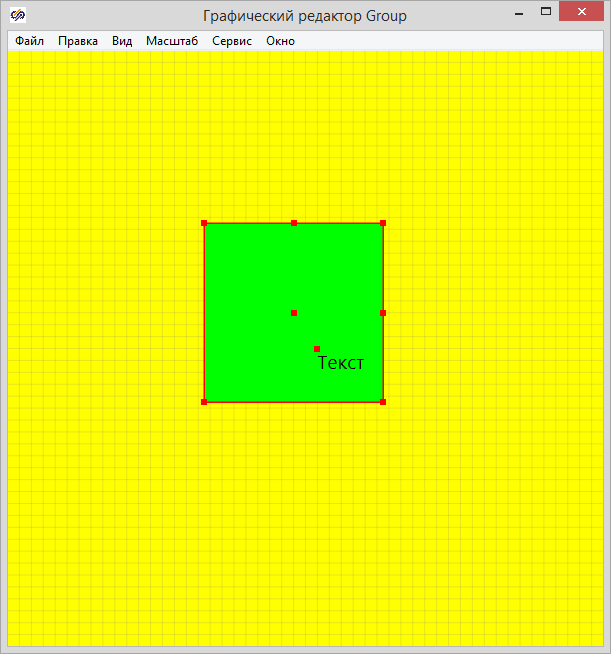 Графический редактор Group
Файл Правка Вид Масштаб Сервис Окно
Текст